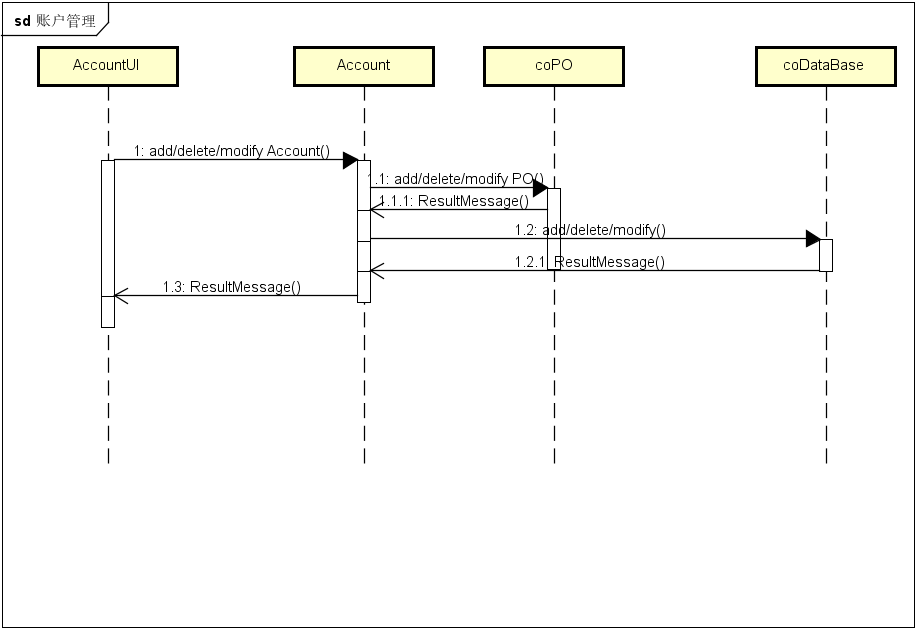 sd 账户管理
AccountUI
Account
coPO
coDataBase
1: add/delete/modify Account()
1.1: add/delete/modify PO()
1.1.1: ResultMessage()
1.2: add/delete/modify()
1.2.1: ResultMessage()
1.3: ResultMessage()